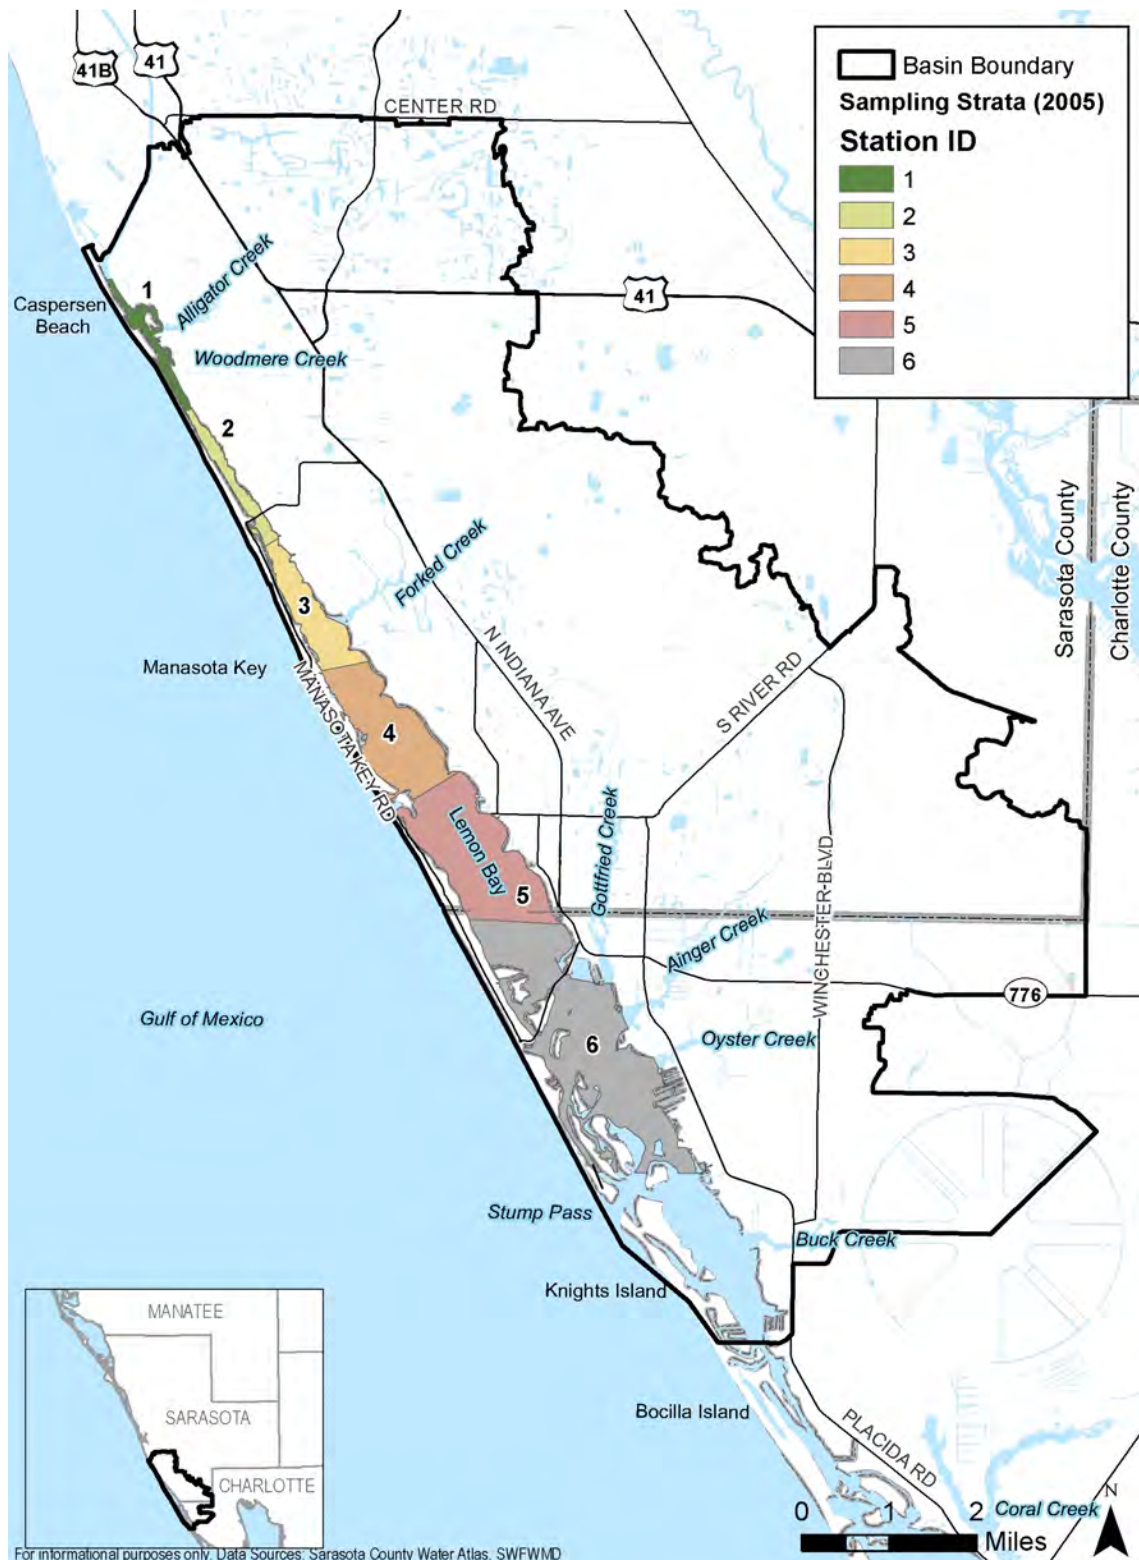 41B
41
CENTER RD
Basin Boundary
Sampling Strata (2005)
Station ID
1
2
3
4
5
6
1
Alligator Creek
Caspersen
Beach
41
Woodmere Creek
2
Sarasota County
Charlotte County
Forked Creek
3
N INDIANA AVE
Manasota Key
MANASOTA KEY RD
S RIVER RD
4
Lemon Bay
Gottfried Creek
WINCHESTER BLVD
5
Ainger Creek
776
Gulf of Mexico
Oyster Creek
6
Stump Pass
Buck Creek
Knights Island
MANATEE
SARASOTA
CHARLOTTE
Bocilla Island
PLACIDA RD
0 1 2
Miles
Coral Creek
N
For informational purposes only. Data Sources: Sarasota County Water Atlas, SWFWMD